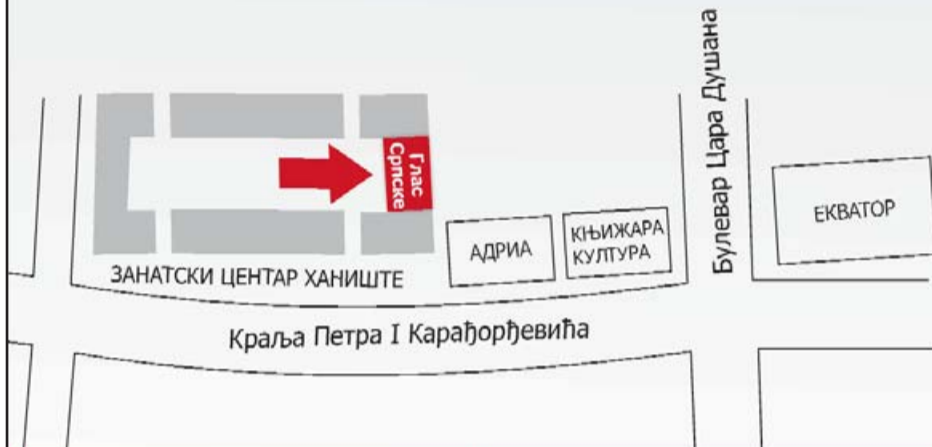 Булевар Цара Душана
Глас
Српске
ЕКВАТОР
АДРИА
КЊИЖАРА
КУЛТУРА
ЗАНАТСКИ ЦЕНТАР ХАНИШТЕ
Краља Петра I Карађорђевића